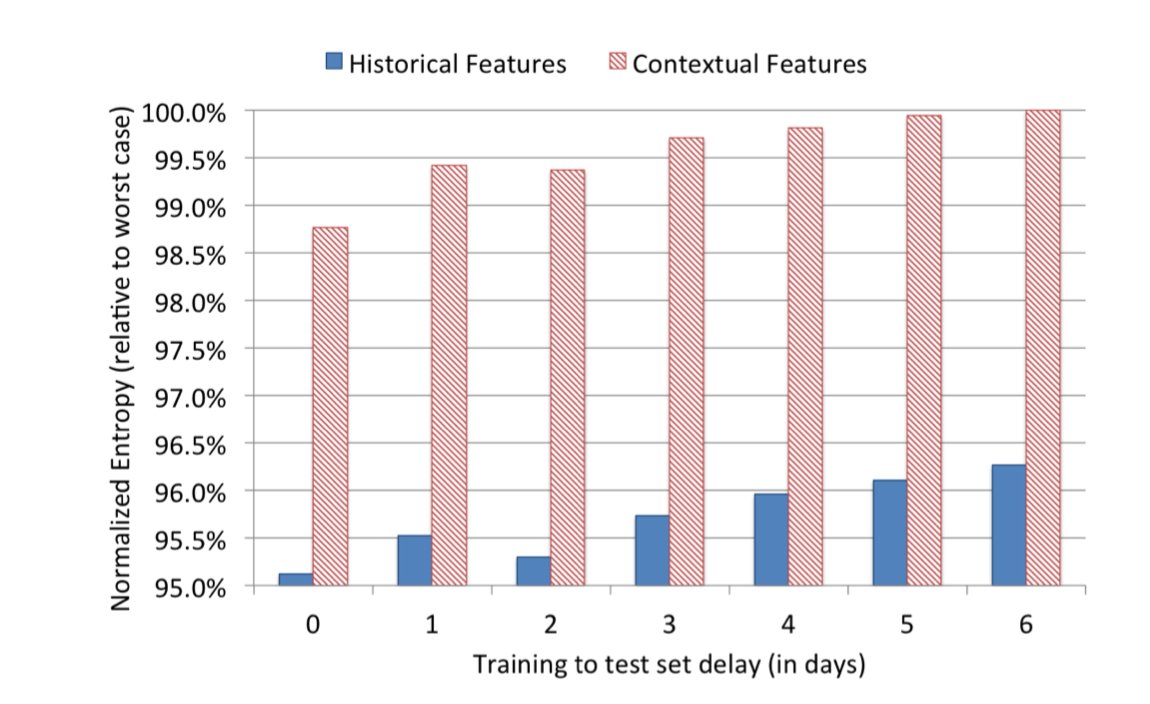 Historical Features Contextual Features
Normalized Entropy (relative to worst case)
100.0%
99.5%
99.0%
98.5%
98.0%
97.5%
97.0%
96.5%
96.0%
95.5%
95.0%
0 1 2 3 4 5 6
Training to test set delay (in days)